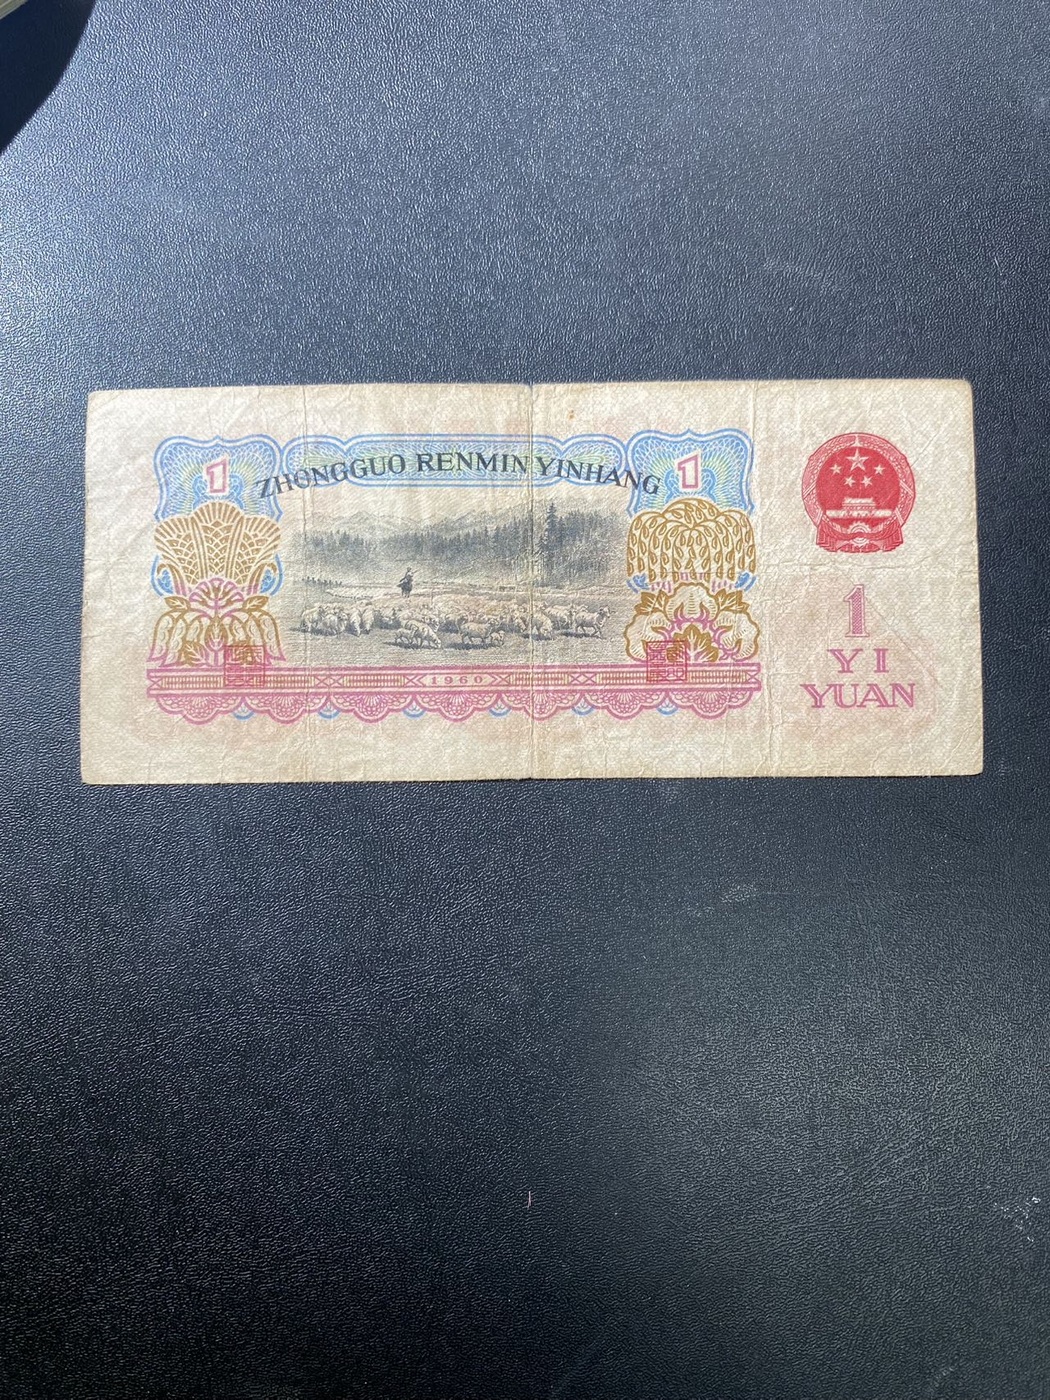 1 ZHONGGUO RENMIN YINHANG 1
1960
1
YI
YUAN